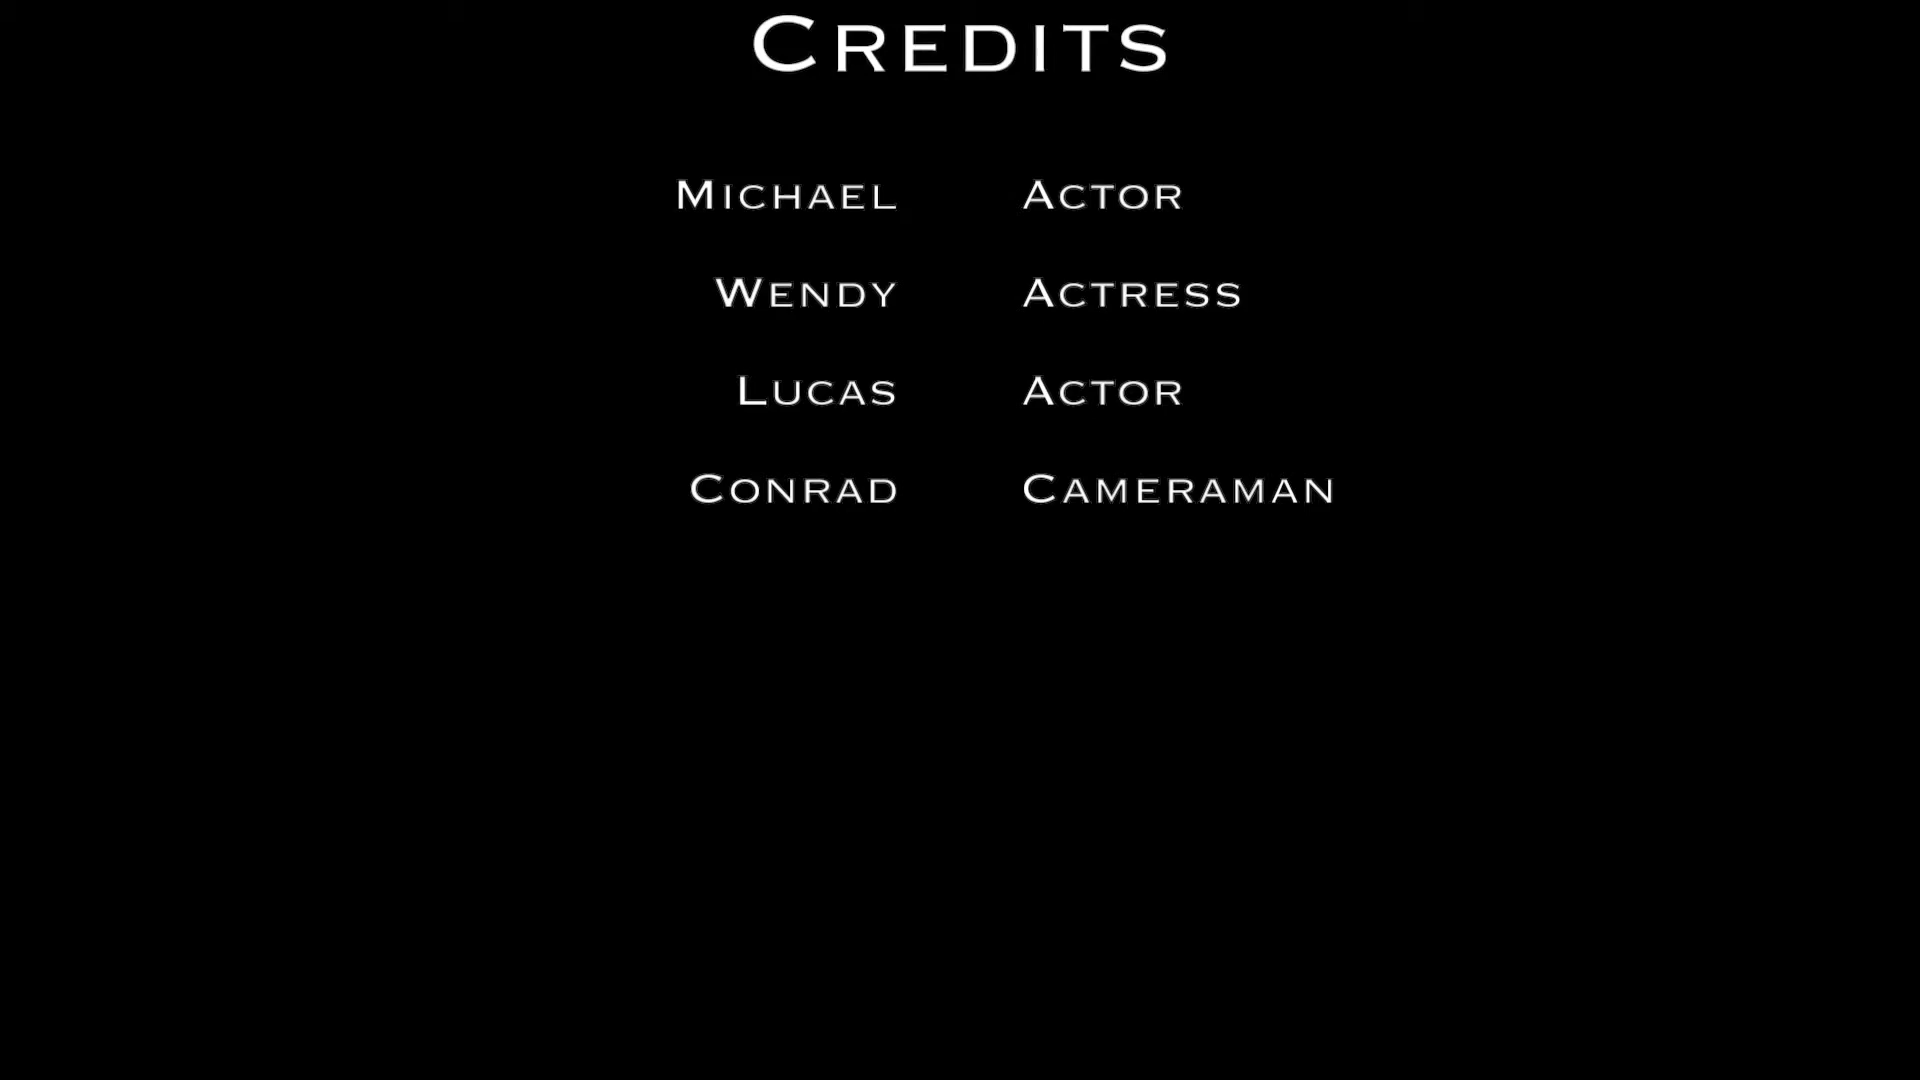 Credits
Michael Actor
Wendy Actress
Lucas Actor
Conrad Cameraman